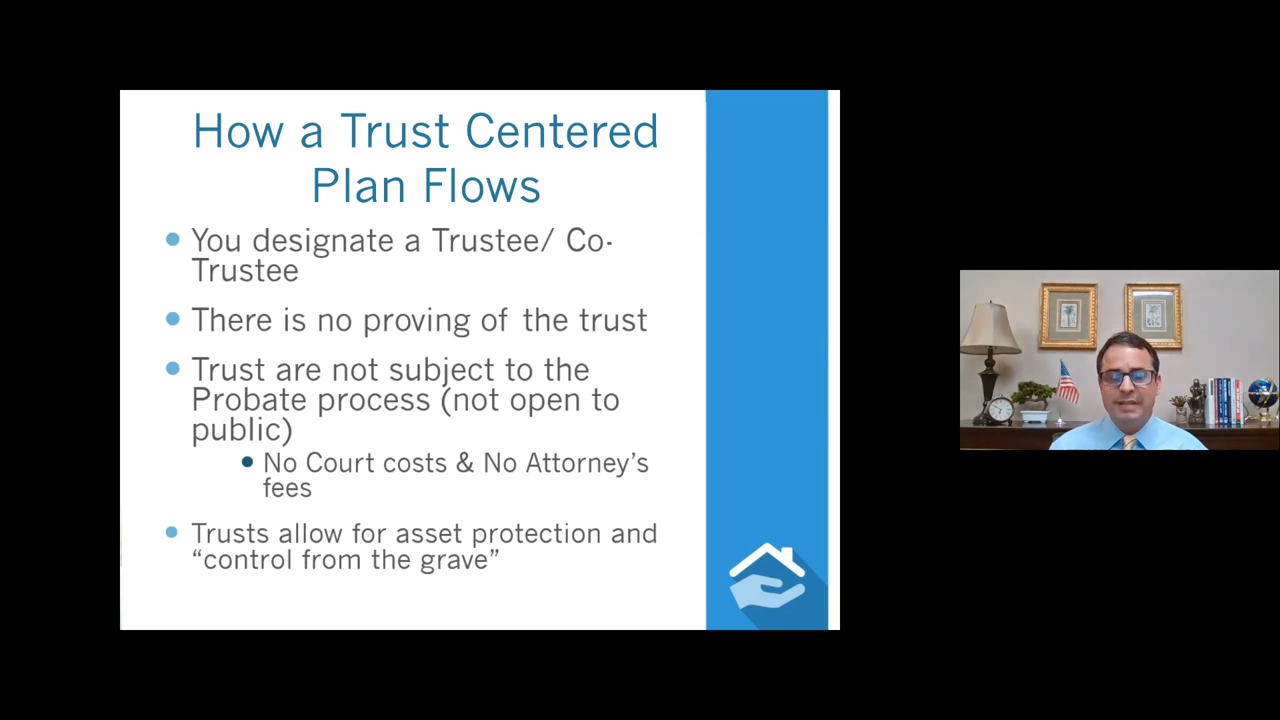 How a Trust Centered
Plan Flows
You designate a Trustee/ Co-
Trustee
There is no proving of the trust
Trust are not subject to the
Probate process (not open to
public)
No Court costs & No Attorney’s
fees
Trusts allow for asset protection and
“control from the grave”